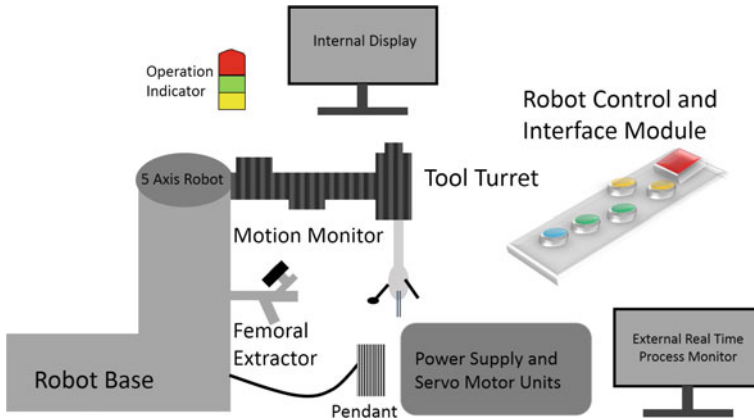 Internal Display
Operation
Indicator
Robot Control and
Interface Module
5 Axis Robot
Tool Turret
Motion Monitor
Femoral
Extractor
Robot Base
Pendant
Power Supply and
Servo Motor Units
External Real Time
Process Monitor